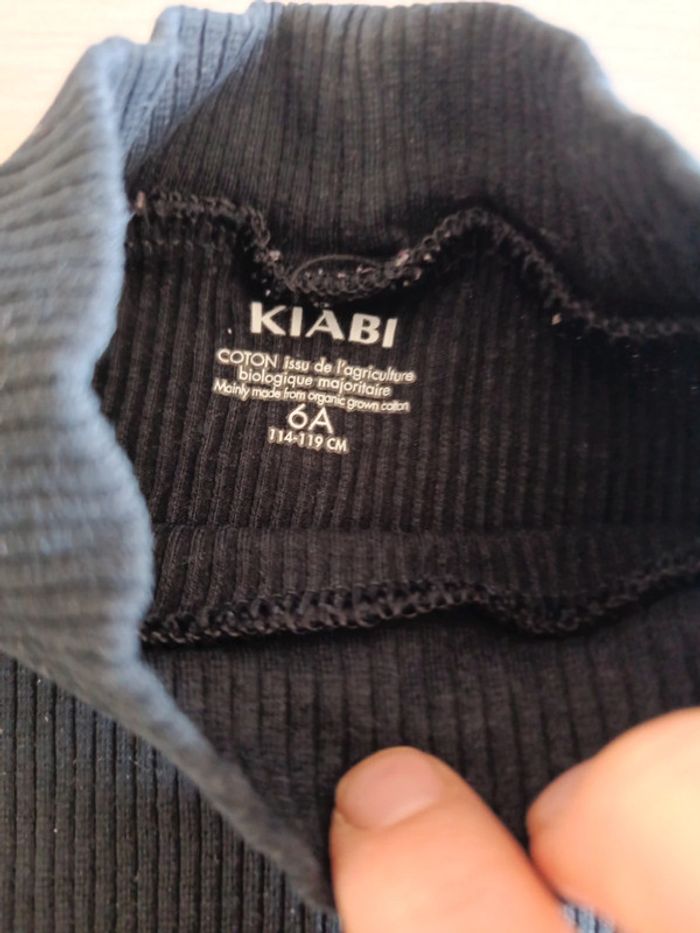 KIABI
COTON issu de l'agriculture
biologique majoritaire
Mainly made from organic grown cotton
6A
114-119 CM